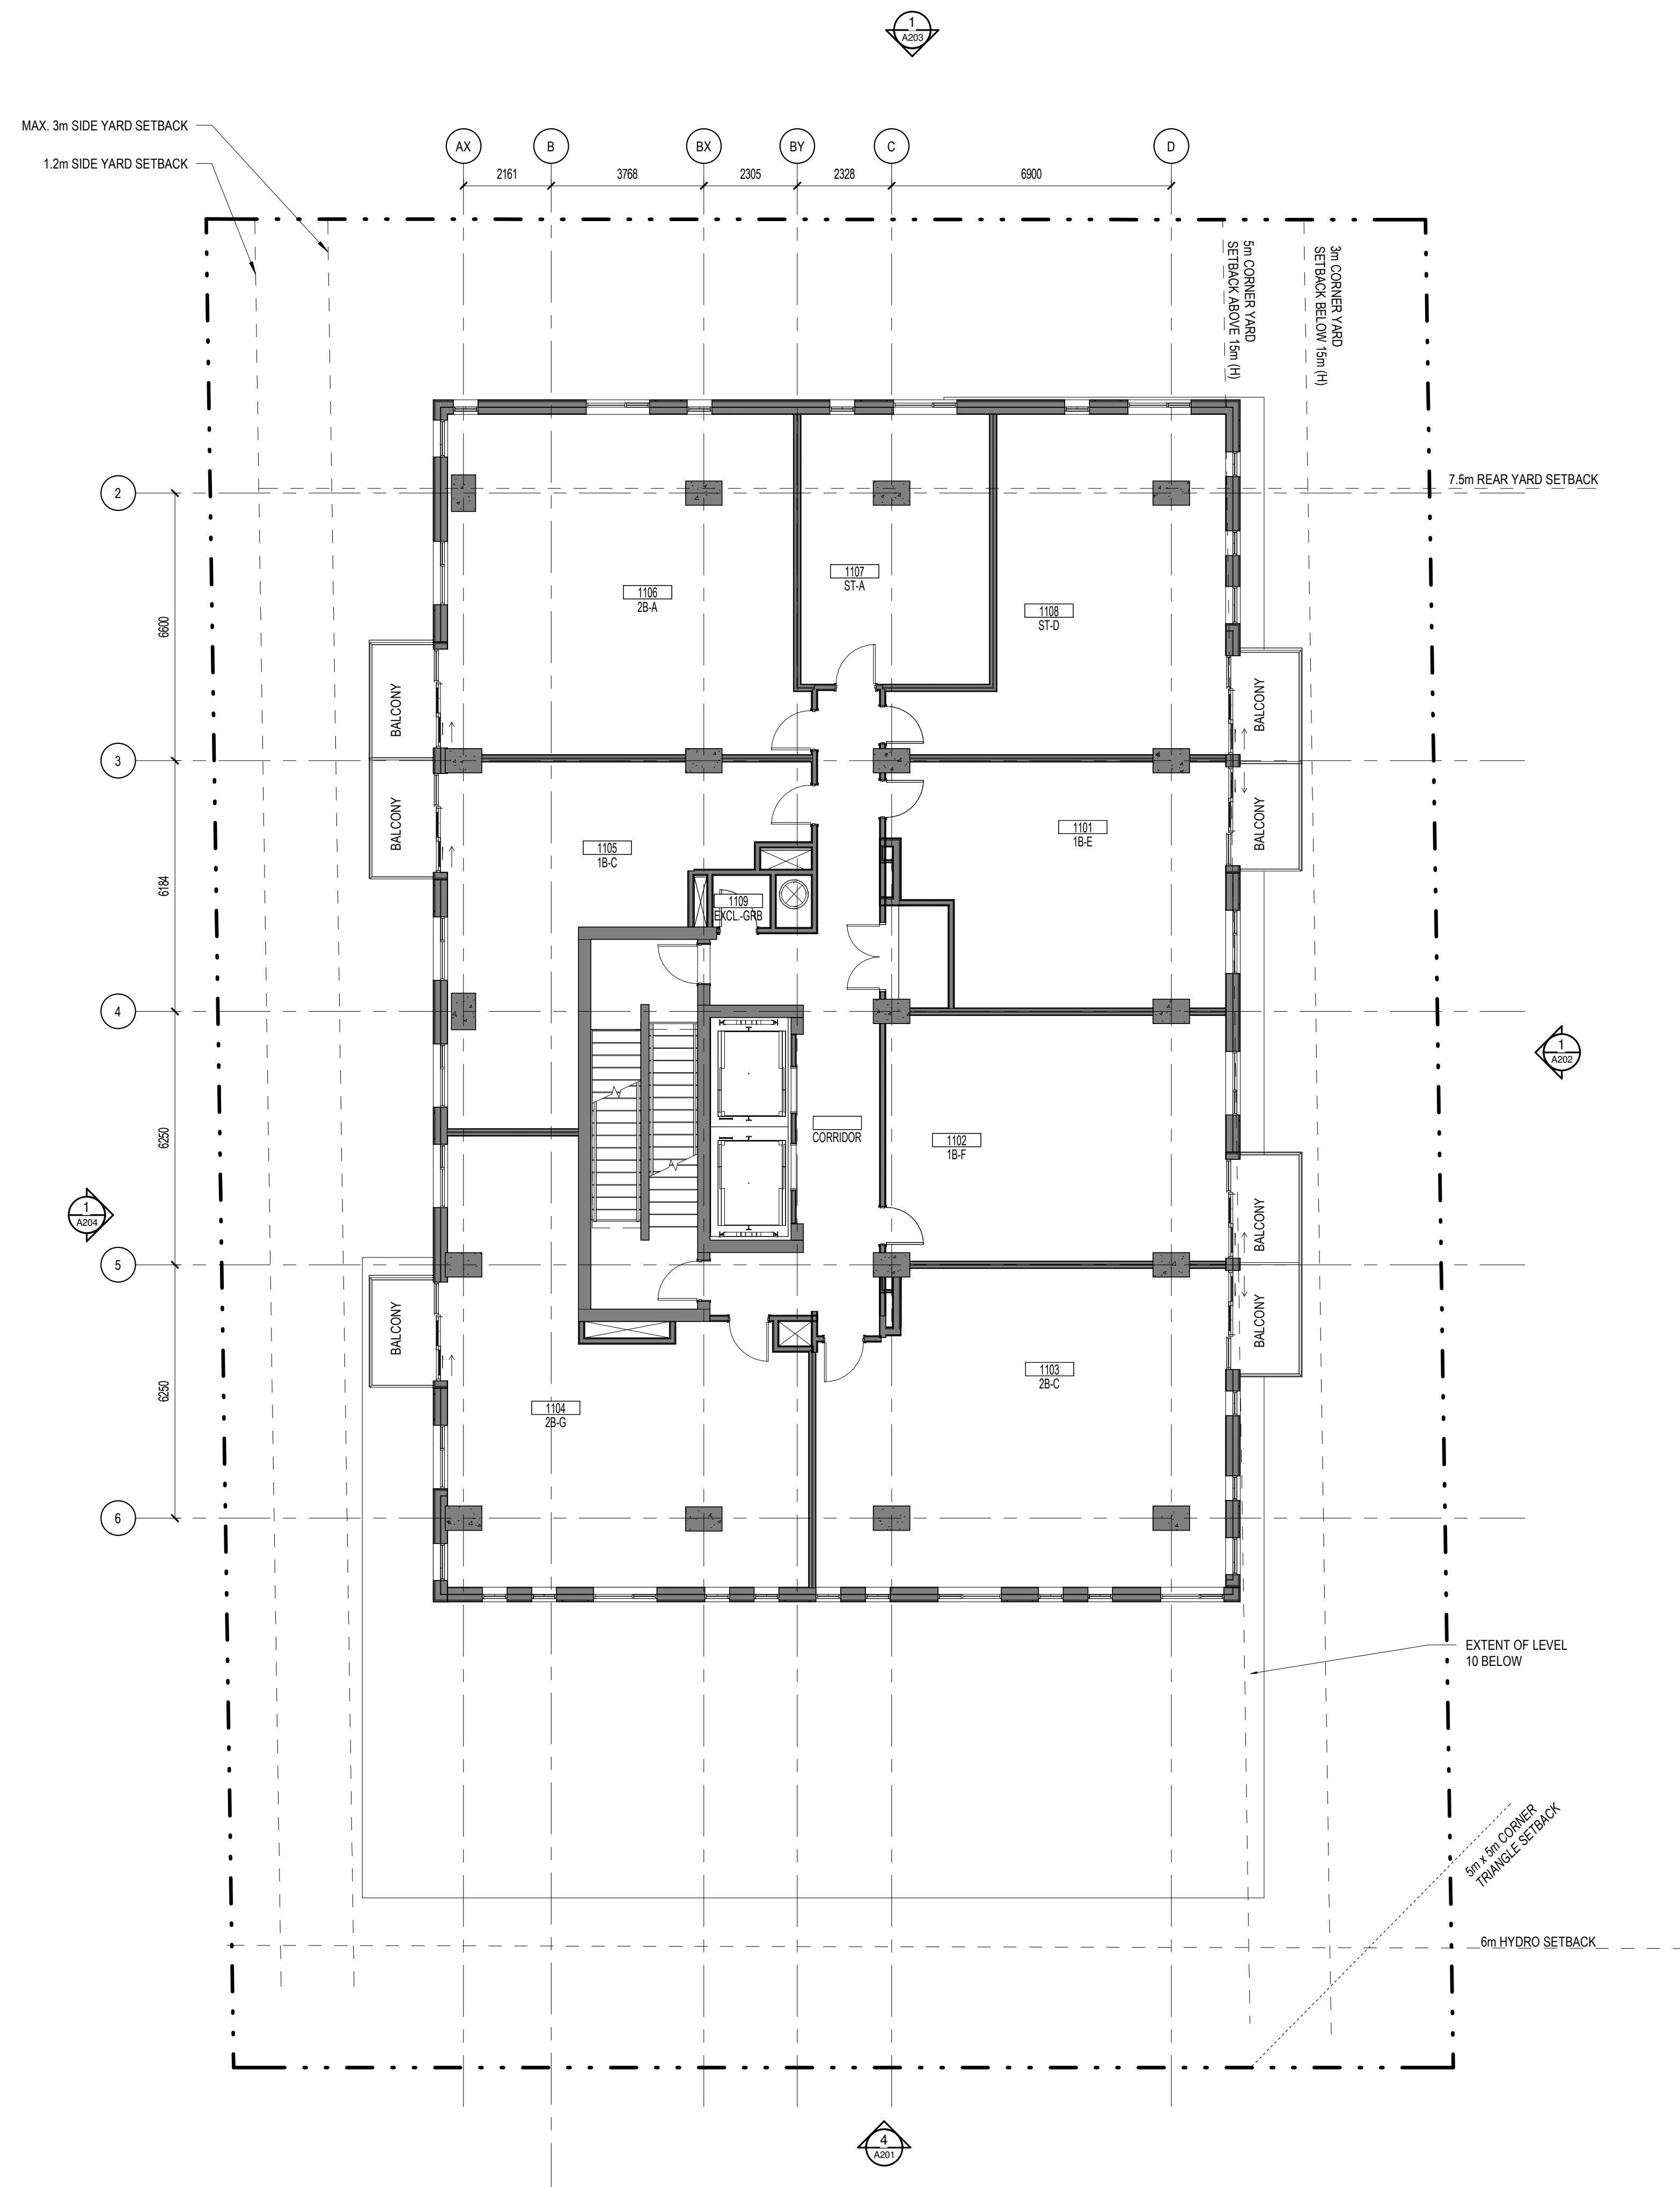 1
A203
MAX. 3m SIDE YARD SETBACK
1.2m SIDE YARD SETBACK
AX
B
BX
BY
C
D
2161
3768
2305
2328
6900
5m CORNER YARD
SETBACK ABOVE 15m (H)
3m CORNER YARD
SETBACK BELOW 15m (H)
2
7.5m REAR YARD SETBACK
1107
ST-A
1106
2B-A
1108
ST-D
6600
BALCONY
BALCONY
3
BALCONY
BALCONY
1101
1B-E
1105
1B-C
6184
1109
EXCL.-GRB
4
1
A202
CORRIDOR
1102
1B-F
6250
1
A204
BALCONY
5
BALCONY
BALCONY
1103
2B-C
6250
1104
2B-G
6
EXTENT OF LEVEL
10 BELOW
5m x 5m CORNER
TRIANGLE SETBACK
6m HYDRO SETBACK
4
A201